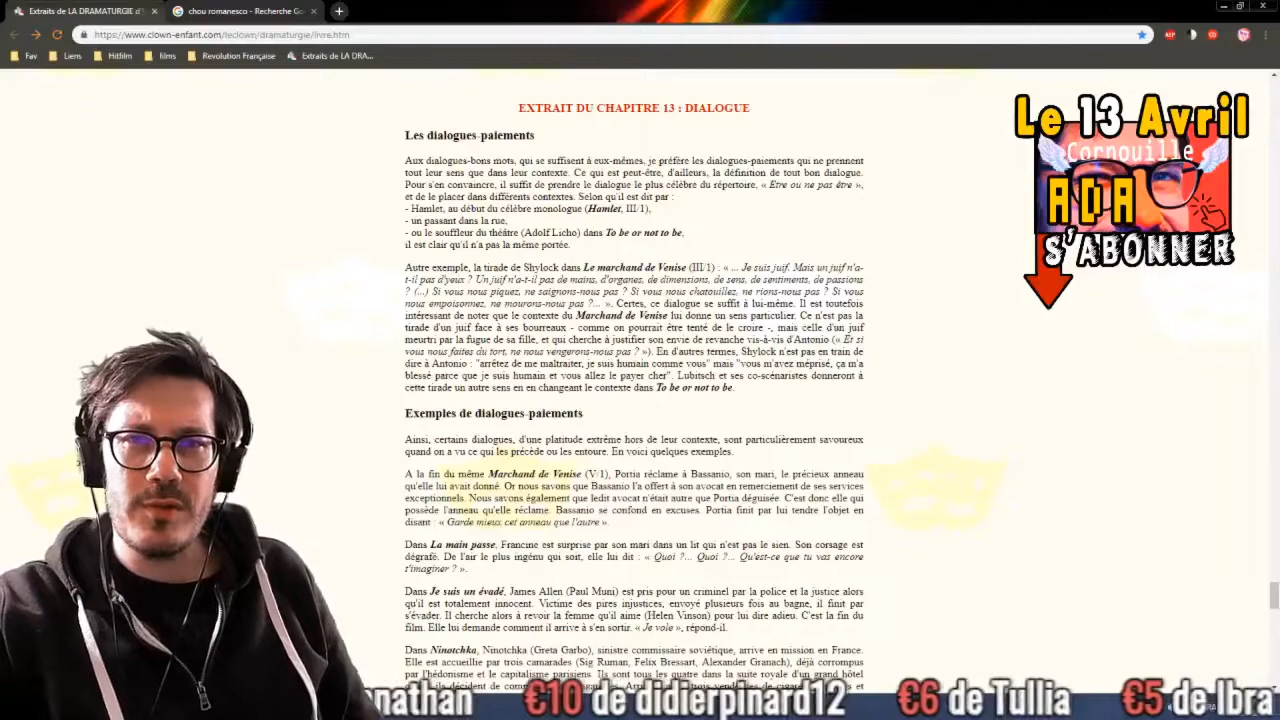 Extraits de LA DRAMATURGIE d'
chou romanesco - Recherche Go
https://www.clown-enfant.com/leclown/dramaturgie/livre.htm
Fav
Liens
Hitfilm
films
Revolution Française
Extraits de LA DRA...
EXTRAIT DU CHAPITRE 13 : DIALOGUE
Les dialogues-paiements
Aux dialogues-bons mots, qui se suffisent à eux-mêmes, je préfère les dialogues-paiements qui ne prennent
tout leur sens que dans leur contexte. Ce qui est peut-être, d'ailleurs, la définition de tout bon dialogue.
Pour s'en convaincre, il suffit de prendre le dialogue le plus célèbre du répertoire, « Etre ou ne pas être »,
et de le placer dans différents contextes. Selon qu'il est dit par :
- Hamlet, au début du célèbre monologue (Hamlet, III/1),
- un passant dans la rue,
- ou le souffleur du théâtre (Adolf Licho) dans To be or not to be,
il est clair qu'il n'a pas la même portée.
Autre exemple, la tirade de Shylock dans Le marchand de Venise (III/1) : « ... Je suis juif. Mais un juif n'a-
t-il pas d'yeux ? Un juif n'a-t-il pas de mains, d'organes, de dimensions, de sens, de sentiments, de passions
? (...) Si vous nous piquez, ne saignons-nous pas ? Si vous nous chatouillez, ne rions-nous pas ? Si vous
nous empoisonnez, ne mourons-nous pas ?... ». Certes, ce dialogue se suffit à lui-même. Il est toutefois
intéressant de noter que le contexte du Marchand de Venise lui donne un sens particulier. Ce n'est pas la
tirade d'un juif face à ses bourreaux - comme on pourrait être tenté de le croire -, mais celle d'un juif
meurtri par la fugue de sa fille, et qui cherche à justifier son envie de revanche vis-à-vis d'Antonio (« Et si
vous nous faites du tort, ne nous vengerons-nous pas ? »). En d'autres termes, Shylock n'est pas en train de
dire à Antonio : "arrêtez de me maltraiter, je suis humain comme vous" mais "vous m'avez méprisé, ça m'a
blessé parce que je suis humain et vous allez le payer cher". Lubitsch et ses co-scénaristes donneront à
cette tirade un autre sens en en changeant le contexte dans To be or not to be.
Exemples de dialogues-paiements
Ainsi, certains dialogues, d'une platitude extrême hors de leur contexte, sont particulièrement savoureux
quand on a vu ce qui les précède ou les entoure. En voici quelques exemples.
A la fin du même Marchand de Venise (V/1), Portia réclame à Bassanio, son mari, le précieux anneau
qu'elle lui avait donné. Or nous savons que Bassanio l'a offert à son avocat en remerciement de ses services
exceptionnels. Nous savons également que ledit avocat n'était autre que Portia déguisée. C'est donc elle qui
possède l'anneau qu'elle réclame. Bassanio se confond en excuses. Portia finit par lui tendre l'objet en
disant : « Garde mieux cet anneau que l'autre ».
Dans La main passe, Francine est surprise par son mari dans un lit qui n'est pas le sien. Son corsage est
dégrafé. De l'air le plus ingénu qui soit, elle lui dit : « Quoi ?... Quoi ?... Qu'est-ce que tu vas encore
t'imaginer ? ».
Dans Je suis un évadé, James Allen (Paul Muni) est pris pour un criminel par la police et la justice alors
qu'il est totalement innocent. Victime des pires injustices, envoyé plusieurs fois au bagne, il finit par
s'évader. Il cherche alors à revoir la femme qu'il aime (Helen Vinson) pour lui dire adieu. C'est la fin du
film. Elle lui demande comment il arrive à s'en sortir. « Je vole », répond-il.
Dans Ninotchka, Ninotchka (Greta Garbo), sinistre commissaire soviétique, arrive en mission en France.
Elle est accueillie par trois camarades (Sig Ruman, Felix Bressart, Alexander Granach), déjà corrompus
par l'hédonisme et le capitalisme parisiens. Ils sont tous les quatre dans la suite royale d'un grand hôtel
Le 13 Avril
Cornouille
ADA
S'ABONNER
nathan €10 de didierpinard12 €6 de Tullia €5 de Ibra